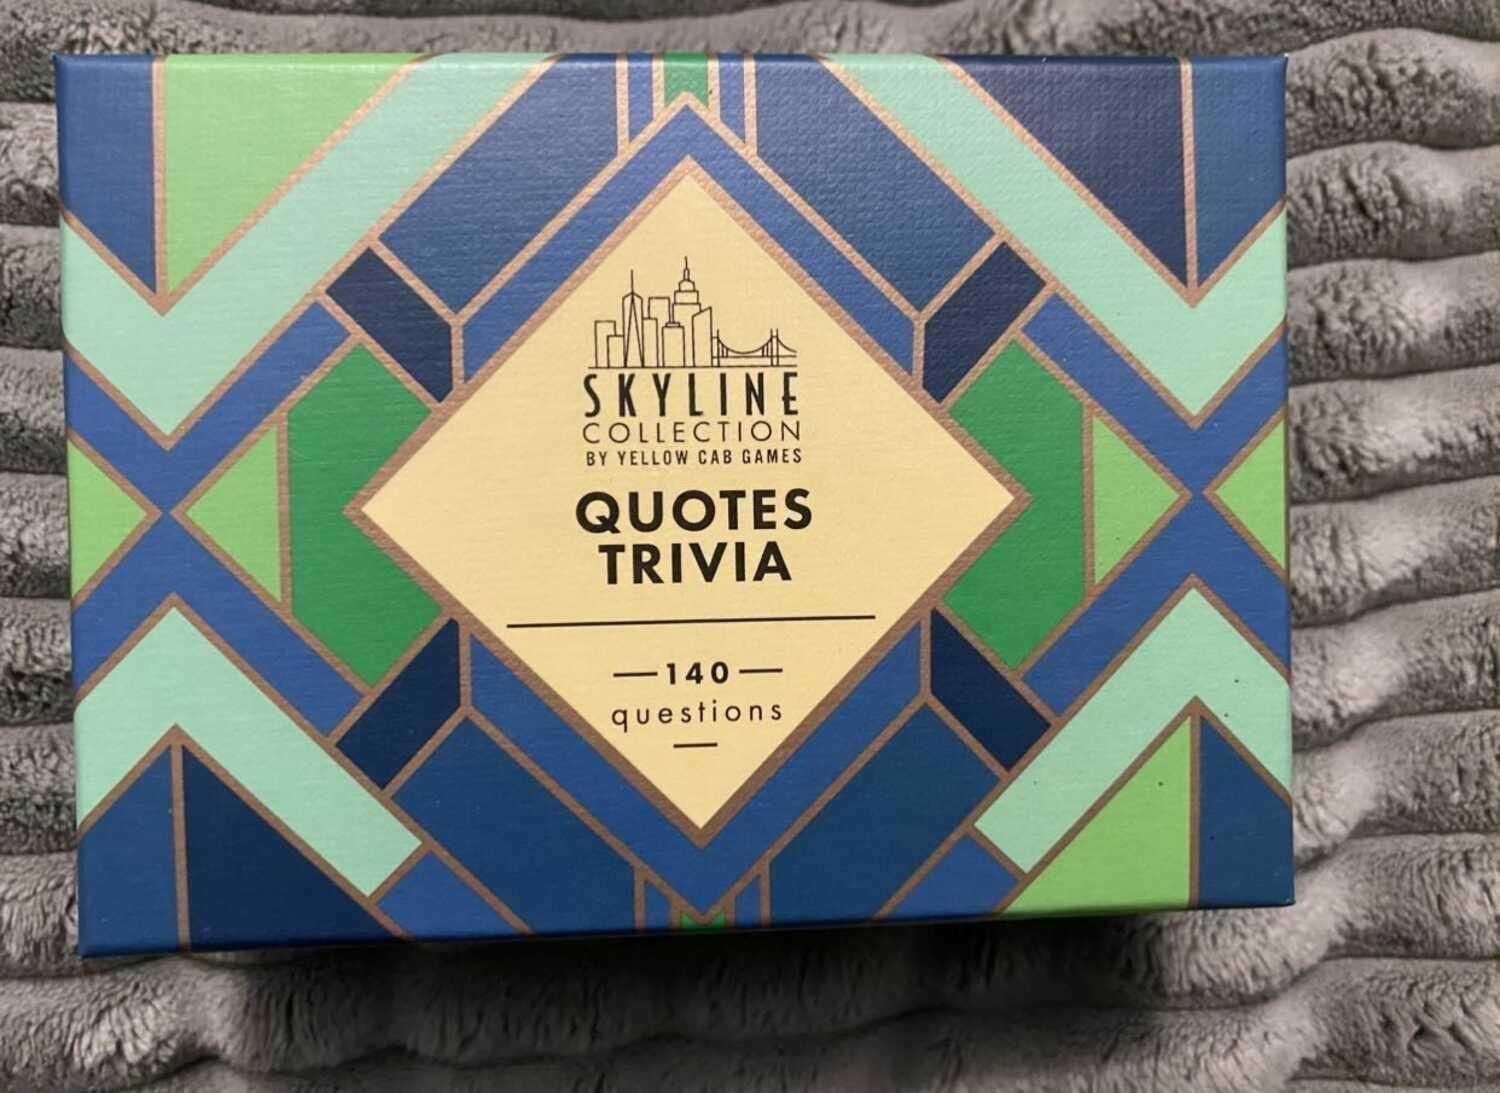 SKYLINE
COLLECTION
BY YELLOW CAB GAMES
QUOTES
TRIVIA
140
questions